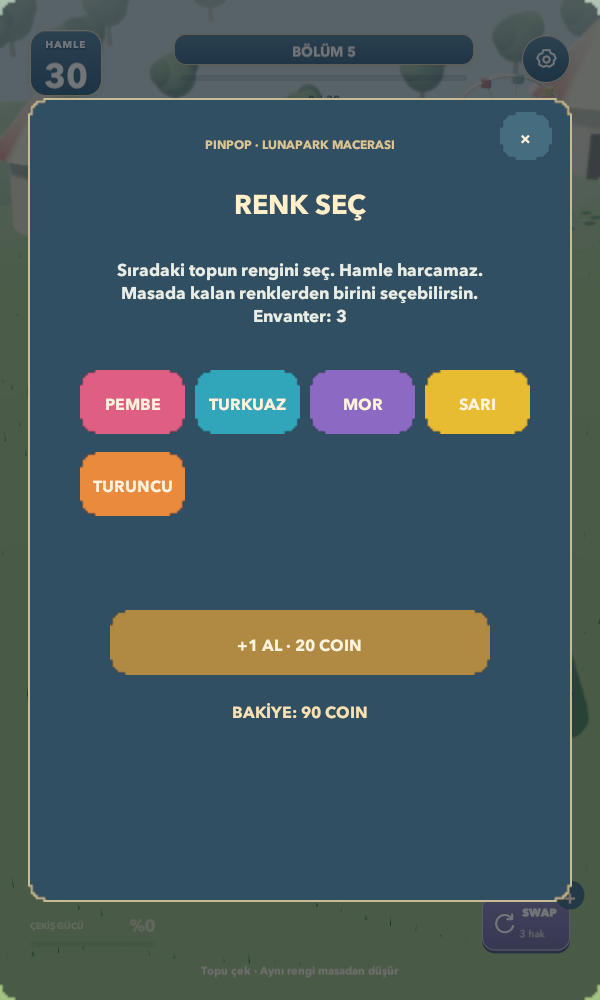 HAMLE
30
BÖLÜM 5
PINPOP · LUNAPARK MACERASI
×
RENK SEÇ
Sıradaki topun rengini seç. Hamle harcamaz.
Masada kalan renklerden birini seçebilirsin.
Envanter: 3
PEMBE
TURKUAZ
MOR
SARI
TURUNCU
+1 AL · 20 COIN
BAKİYE: 90 COIN
ÇEKİŞ GÜCÜ
%0
SWAP
3 hak
Topu çek · Aynı rengi masadan düşür